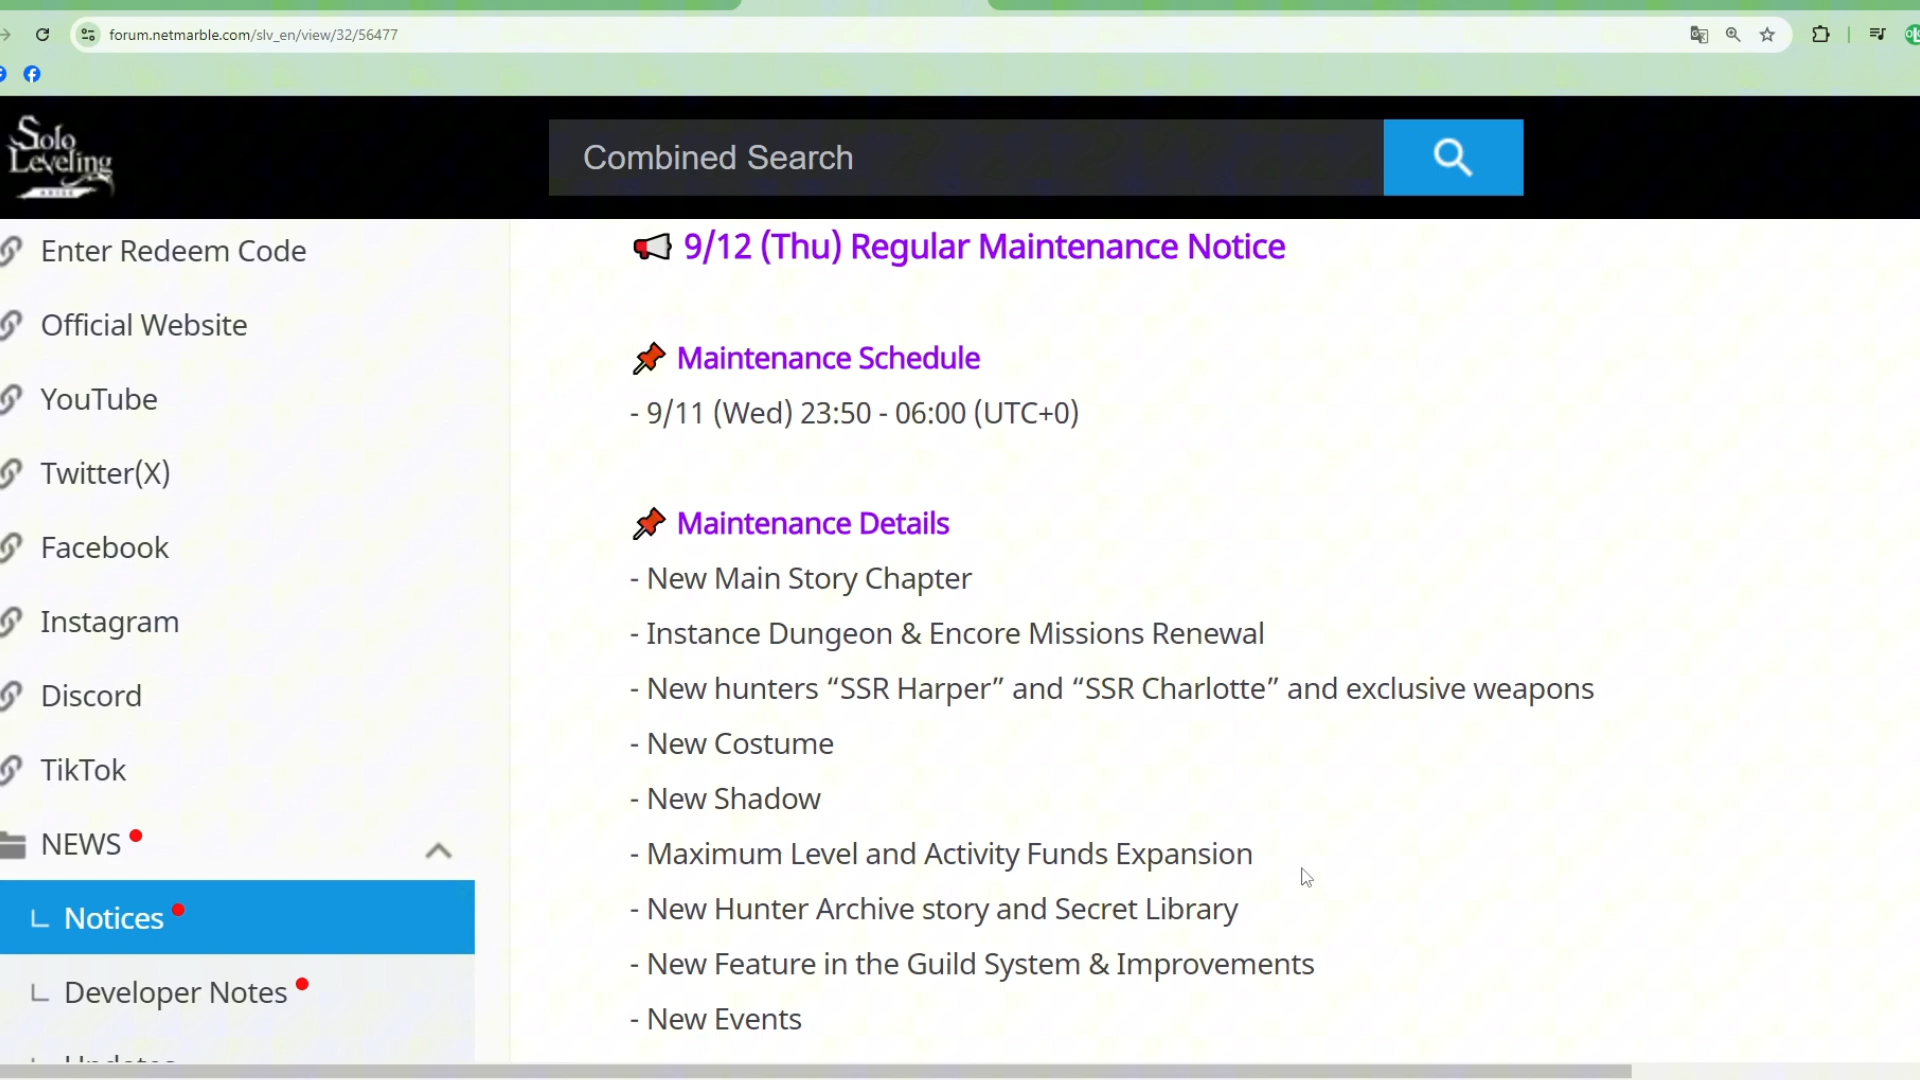 forum.netmarble.com/slv_en/view/32/56477
Solo
Leveling
Combined Search
Enter Redeem Code
Official Website
YouTube
Twitter(X)
Facebook
Instagram
Discord
TikTok
NEWS
Notices
Developer Notes
Updates
9/12 (Thu) Regular Maintenance Notice
Maintenance Schedule
- 9/11 (Wed) 23:50 - 06:00 (UTC+0)
Maintenance Details
- New Main Story Chapter
- Instance Dungeon & Encore Missions Renewal
- New hunters “SSR Harper” and “SSR Charlotte” and exclusive weapons
- New Costume
- New Shadow
- Maximum Level and Activity Funds Expansion
- New Hunter Archive story and Secret Library
- New Feature in the Guild System & Improvements
- New Events